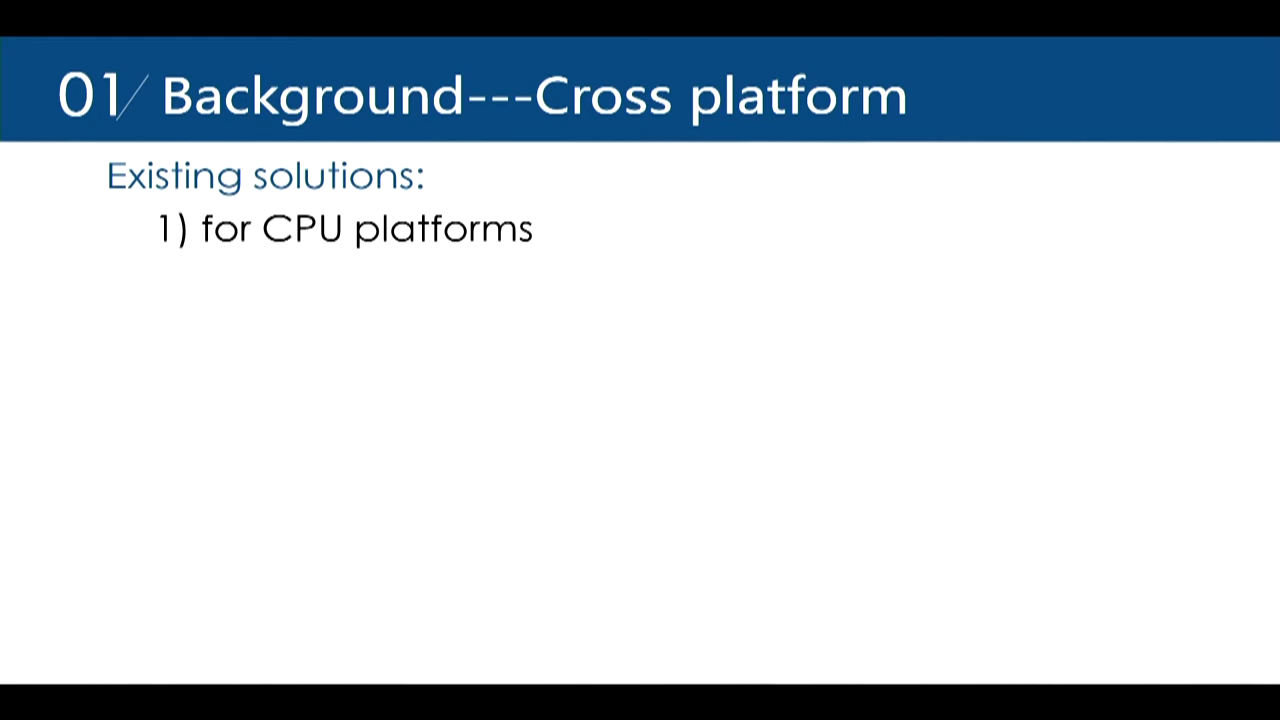 01/ Background---Cross platform
Existing solutions:
1) for CPU platforms